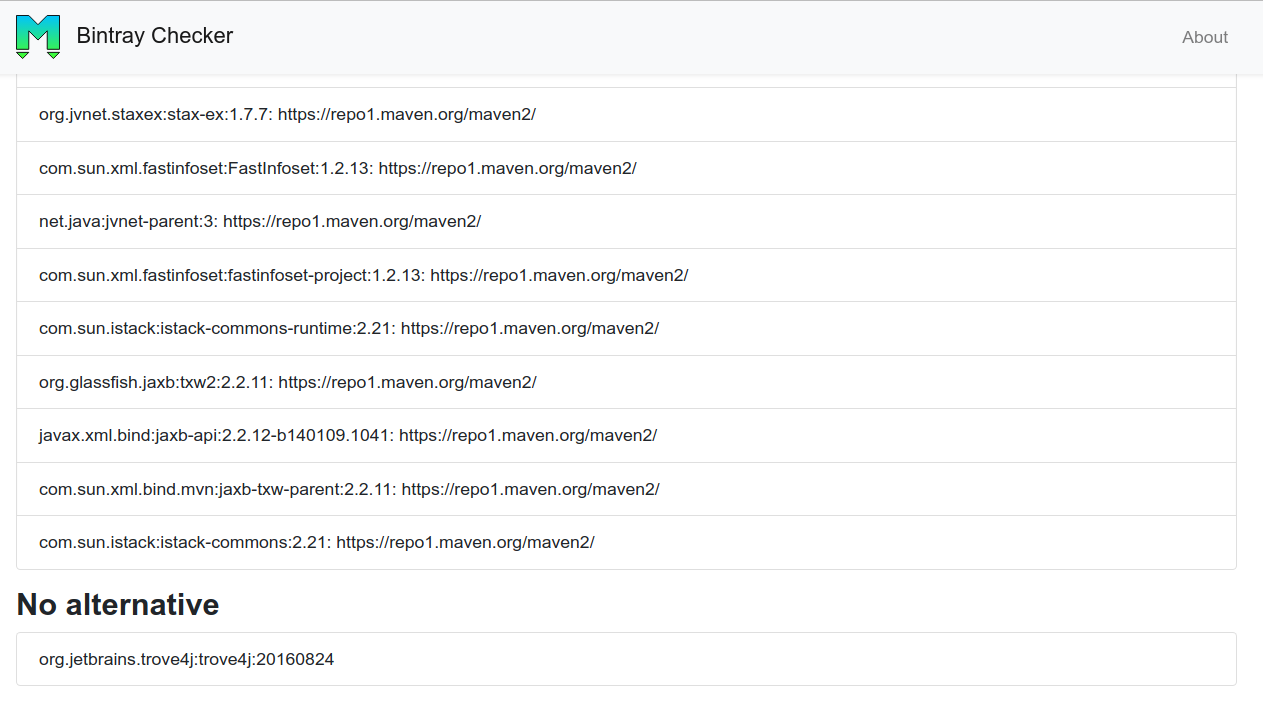 Bintray Checker
About
org.jvnet.staxex:stax-ex:1.7.7: https://repo1.maven.org/maven2/
com.sun.xml.fastinfoset:FastInfoset:1.2.13: https://repo1.maven.org/maven2/
net.java:jvnet-parent:3: https://repo1.maven.org/maven2/
com.sun.xml.fastinfoset:fastinfoset-project:1.2.13: https://repo1.maven.org/maven2/
com.sun.istack:istack-commons-runtime:2.21: https://repo1.maven.org/maven2/
org.glassfish.jaxb:txw2:2.2.11: https://repo1.maven.org/maven2/
javax.xml.bind:jaxb-api:2.2.12-b140109.1041: https://repo1.maven.org/maven2/
com.sun.xml.bind.mvn:jaxb-txw-parent:2.2.11: https://repo1.maven.org/maven2/
com.sun.istack:istack-commons:2.21: https://repo1.maven.org/maven2/
No alternative
org.jetbrains.trove4j:trove4j:20160824